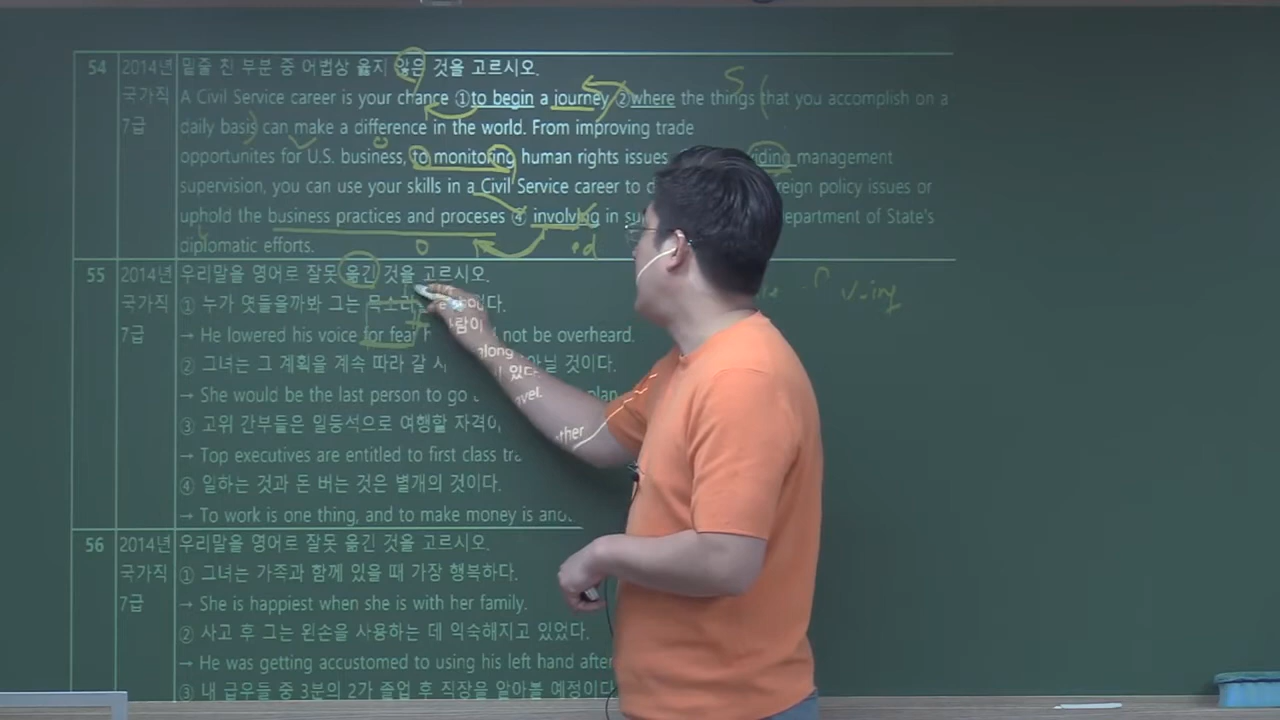 54 2014년 밑줄 친 부분 중 어법상 옳지 않은 것을 고르시오.
국가직 A Civil Service career is your chance ①to begin a journey ②where the things that you accomplish on a
7급 daily basis can make a difference in the world. From improving trade
opportunites for U.S. business, to monitoring human rights issues management
supervision, you can use your skills in a Civil Service career to policy issues or
uphold the business practices and proceses ④ involving in of State's
diplomatic efforts.
S
ed
v-ing
55 2014년 우리말을 영어로 잘못 옮긴 것을 고르시오.
국가직 ① 누가 엿들을까봐 그는
7급 → He lowered his voice for fear not be overheard.
② 그녀는 그 계획을 계속 따라 갈 아닐 것이다.
→ She would be the last person to go
③ 고위 간부들은 일등석으로 여행할
→ Top executives are entitled to first class
④ 일하는 것과 돈 버는 것은 별개의 것이다.
→ To work is one thing, and to make money is
56 2014년 우리말을 영어로 잘못 옮긴 것을 고르시오.
국가직 ① 그녀는 가족과 함께 있을 때 가장 행복하다.
7급 → She is happiest when she is with her family.
② 사고 후 그는 왼손을 사용하는 데 익숙해지고 있었다.
→ He was getting accustomed to using his left hand after
③ 내 급우들 중 3분의 2가 졸업 후 직장을 알아볼 예정이다